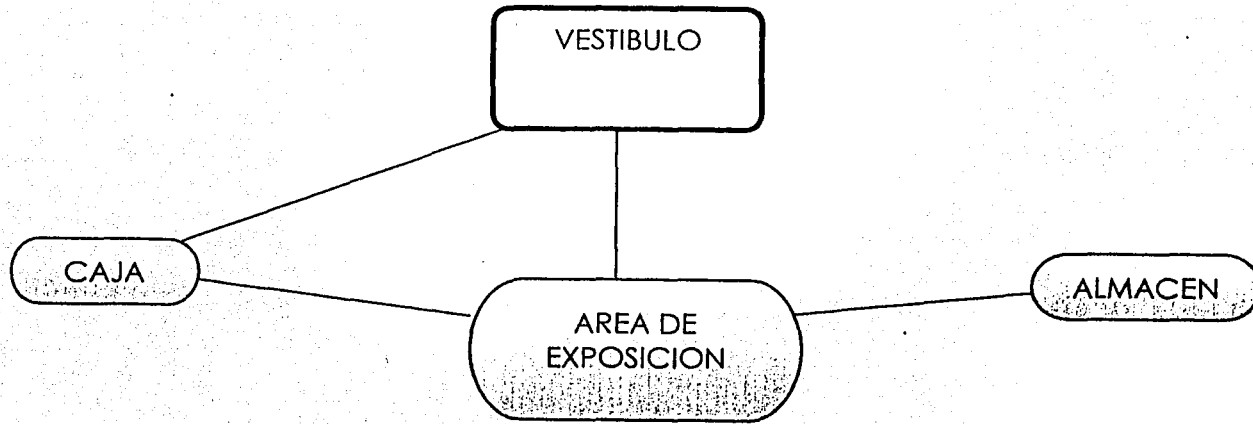 VESTIBULO
CAJA
AREA DE
EXPOSICION
ALMACEN